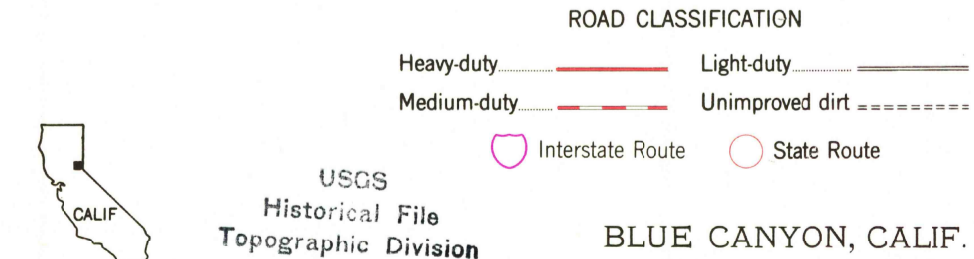 ROAD CLASSIFICATION
Heavy-duty Light-duty
Medium-duty Unimproved dirt
Interstate Route State Route
CALIF
USGS
Historical File
Topographic Division
BLUE CANYON, CALIF.